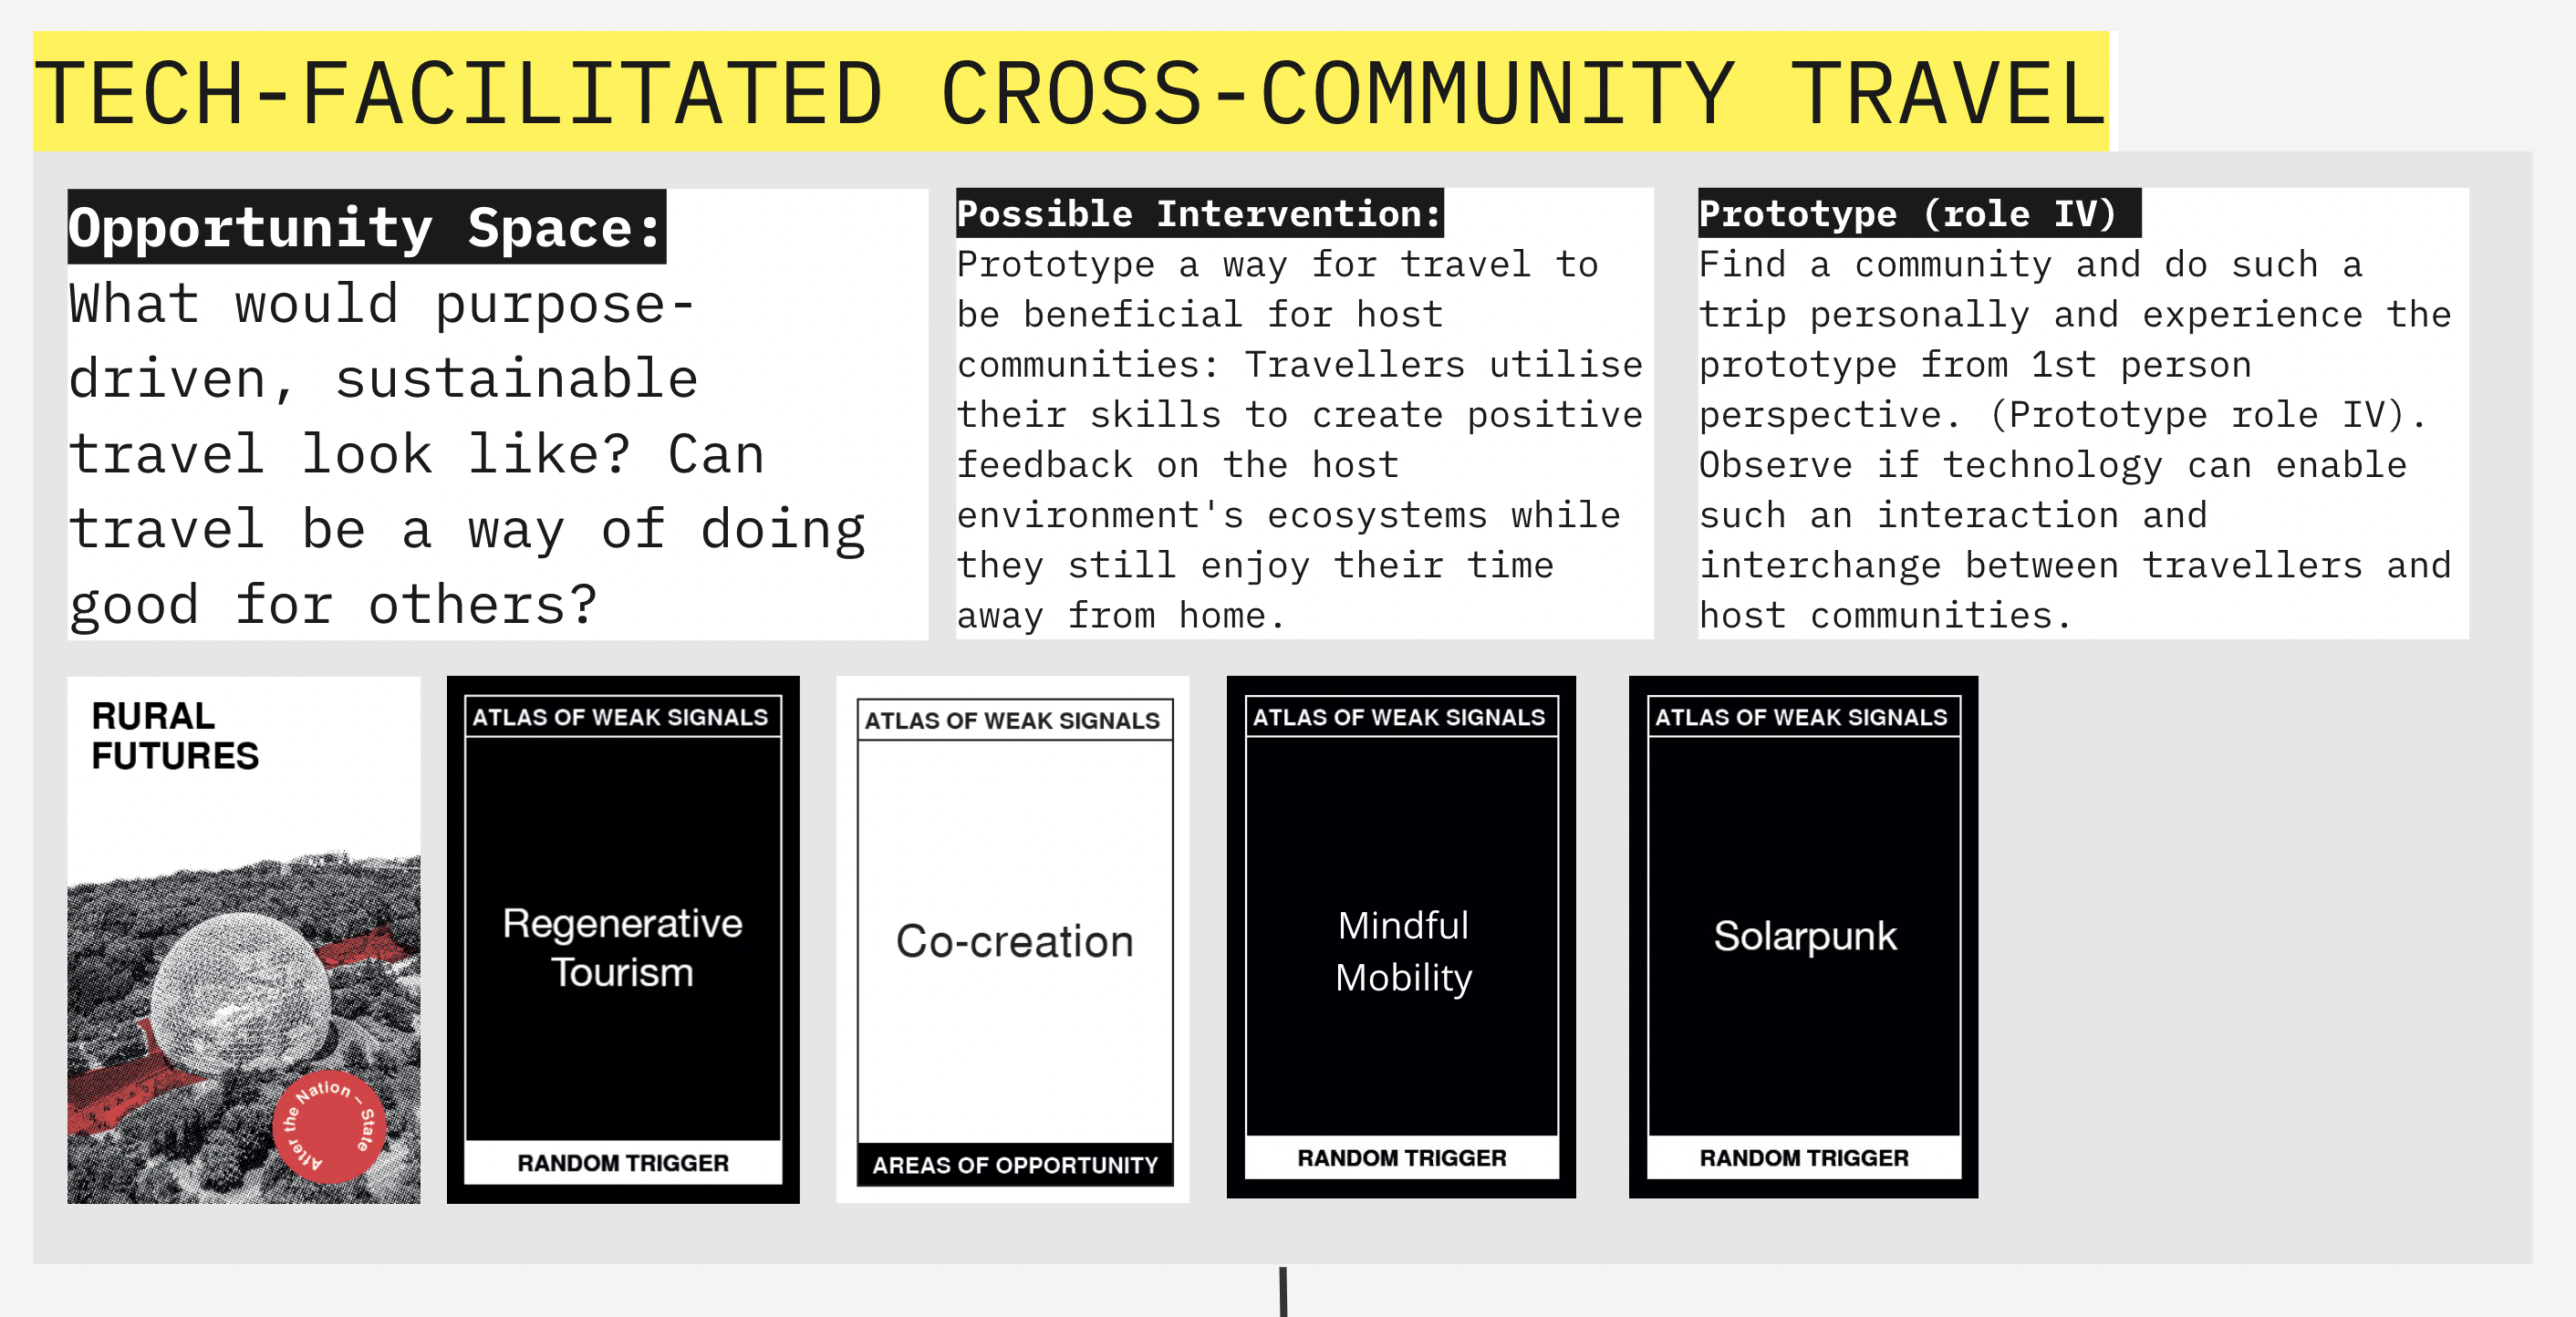 TECH-FACILITATED CROSS-COMMUNITY TRAVEL
Opportunity Space:
What would purpose-
driven, sustainable
travel look like? Can
travel be a way of doing
good for others?
Possible Intervention:
Prototype a way for travel to
be beneficial for host
communities: Travellers utilise
their skills to create positive
feedback on the host
environment's ecosystems while
they still enjoy their time
away from home.
Prototype (role IV)
Find a community and do such a
trip personally and experience the
prototype from 1st person
perspective. (Prototype role IV).
Observe if technology can enable
such an interaction and
interchange between travellers and
host communities.
RURAL
FUTURES
After the Nation – State
ATLAS OF WEAK SIGNALS
Regenerative
Tourism
RANDOM TRIGGER
ATLAS OF WEAK SIGNALS
Co-creation
AREAS OF OPPORTUNITY
ATLAS OF WEAK SIGNALS
Mindful
Mobility
RANDOM TRIGGER
ATLAS OF WEAK SIGNALS
Solarpunk
RANDOM TRIGGER